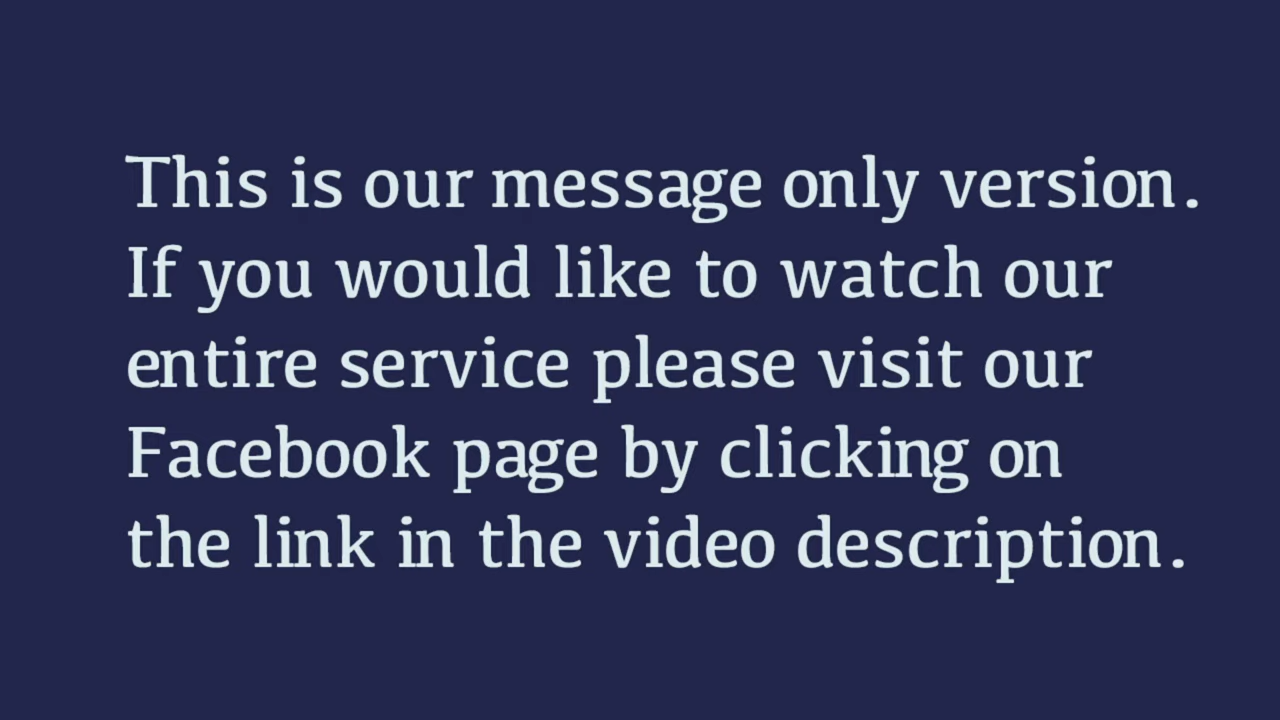 This is our message only version.
If you would like to watch our
entire service please visit our
Facebook page by clicking on
the link in the video description.